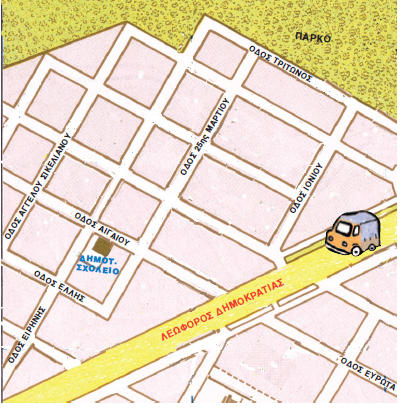 ΠΑΡΚΟ
ΟΔΟΣ ΤΡΙΤΩΝΟΣ
ΟΔΟΣ 25ης ΜΑΡΤΙΟΥ
ΟΔΟΣ ΑΓΓΕΛΟΥ ΣΙΚΕΛΙΑΝΟΥ
ΟΔΟΣ ΙΟΝΙΟΥ
ΟΔΟΣ ΑΙΓΑΙΟΥ
ΔΗΜΟΤ.
ΣΧΟΛΕΙΟ
ΟΔΟΣ ΕΛΛΗΣ
ΛΕΩΦΟΡΟΣ ΔΗΜΟΚΡΑΤΙΑΣ
ΟΔΟΣ ΕΙΡΗΝΗΣ
ΟΔΟΣ ΕΥΡΩΤΑ